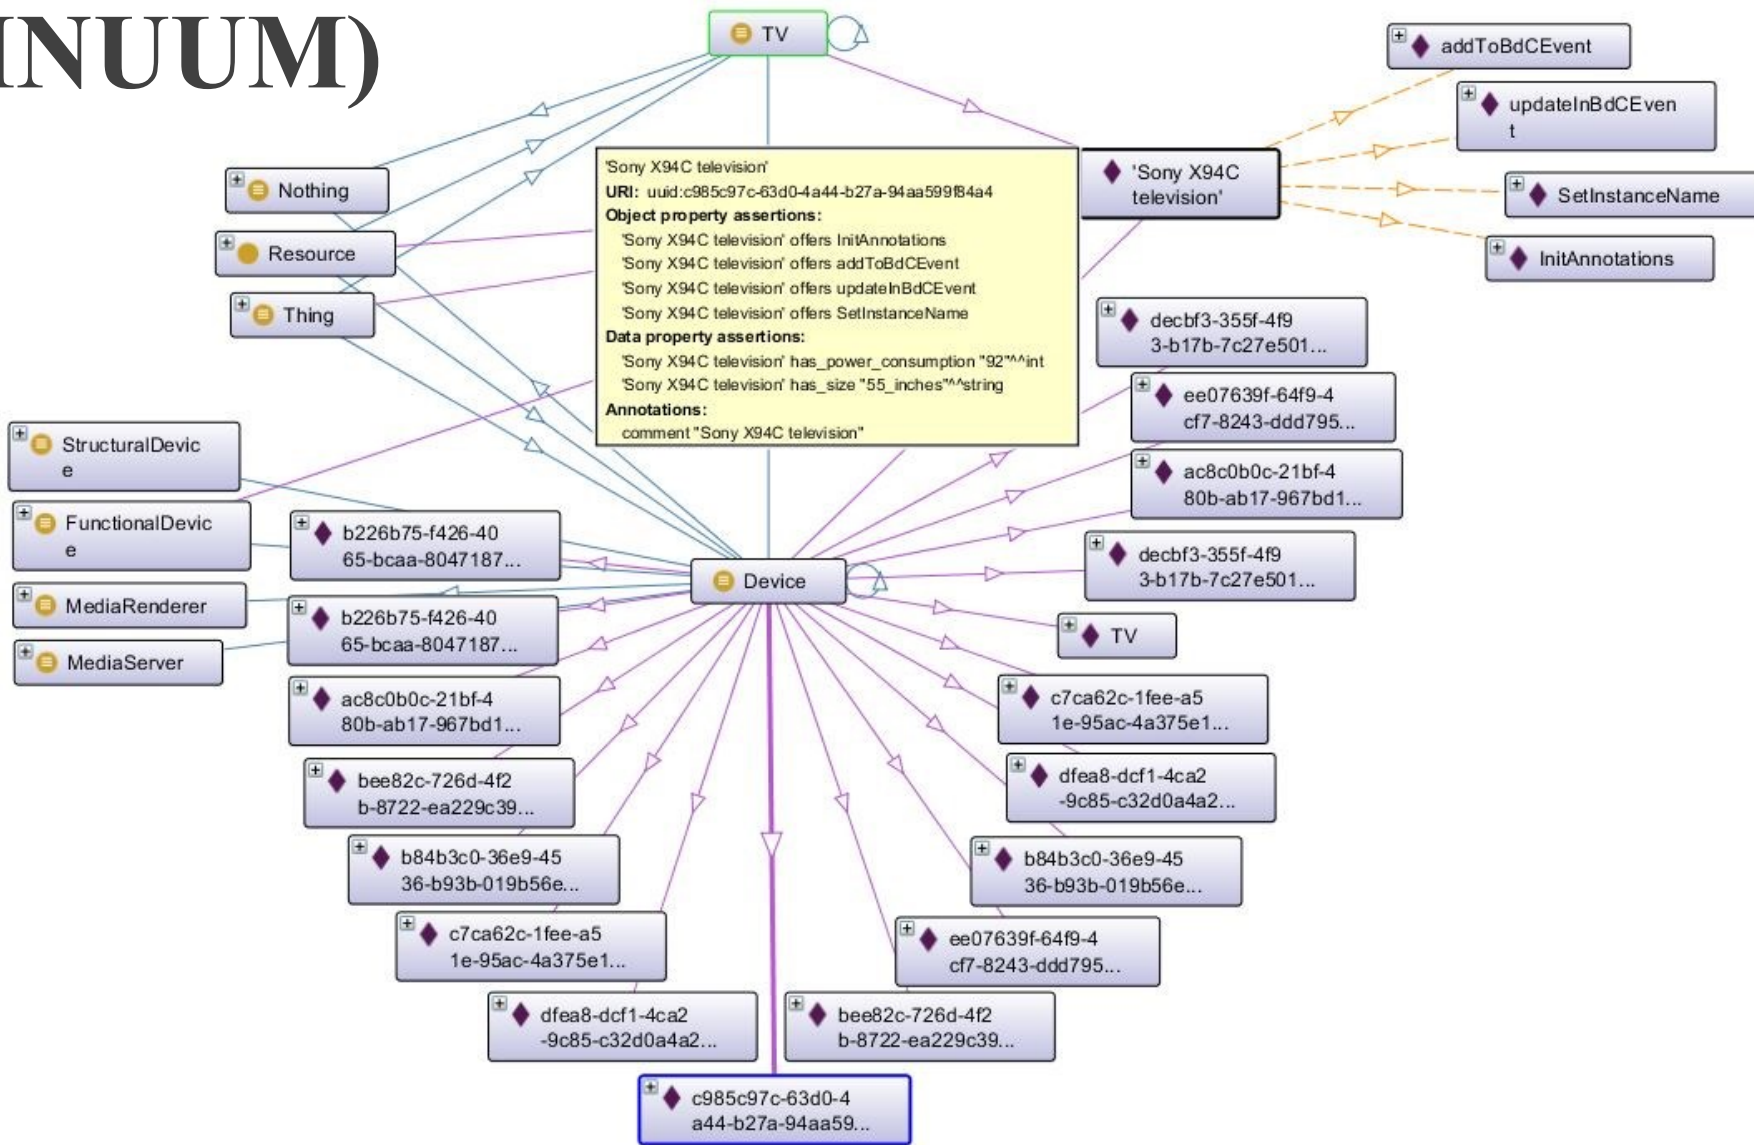 INUUM)
TV
addToBdCEvent
updateInBdCEven
t
'Sony X94C
television'
SetInstanceName
InitAnnotations
Nothing
Resource
Thing
'Sony X94C television'
URI: uuid:c985c97c-63d0-4a44-b27a-94aa599f84a4
Object property assertions:
'Sony X94C television' offers InitAnnotations
'Sony X94C television' offers addToBdCEvent
'Sony X94C television' offers updateInBdCEvent
'Sony X94C television' offers SetInstanceName
Data property assertions:
'Sony X94C television' has_power_consumption "92"^^int
'Sony X94C television' has_size "55_inches"^^string
Annotations:
comment "Sony X94C television"
decbf3-355f-4f9
3-b17b-7c27e501...
ee07639f-64f9-4
cf7-8243-ddd795...
ac8c0b0c-21bf-4
80b-ab17-967bd1...
decbf3-355f-4f9
3-b17b-7c27e501...
StructuralDevic
e
FunctionalDevic
e
MediaRenderer
MediaServer
b226b75-f426-40
65-bcaa-8047187...
b226b75-f426-40
65-bcaa-8047187...
Device
TV
ac8c0b0c-21bf-4
80b-ab17-967bd1...
c7ca62c-1fee-a5
1e-95ac-4a375e1...
bee82c-726d-4f2
b-8722-ea229c39...
dfea8-dcf1-4ca2
-9c85-c32d0a4a2...
b84b3c0-36e9-45
36-b93b-019b56e...
b84b3c0-36e9-45
36-b93b-019b56e...
c7ca62c-1fee-a5
1e-95ac-4a375e1...
ee07639f-64f9-4
cf7-8243-ddd795...
dfea8-dcf1-4ca2
-9c85-c32d0a4a2...
bee82c-726d-4f2
b-8722-ea229c39...
c985c97c-63d0-4
a44-b27a-94aa59...